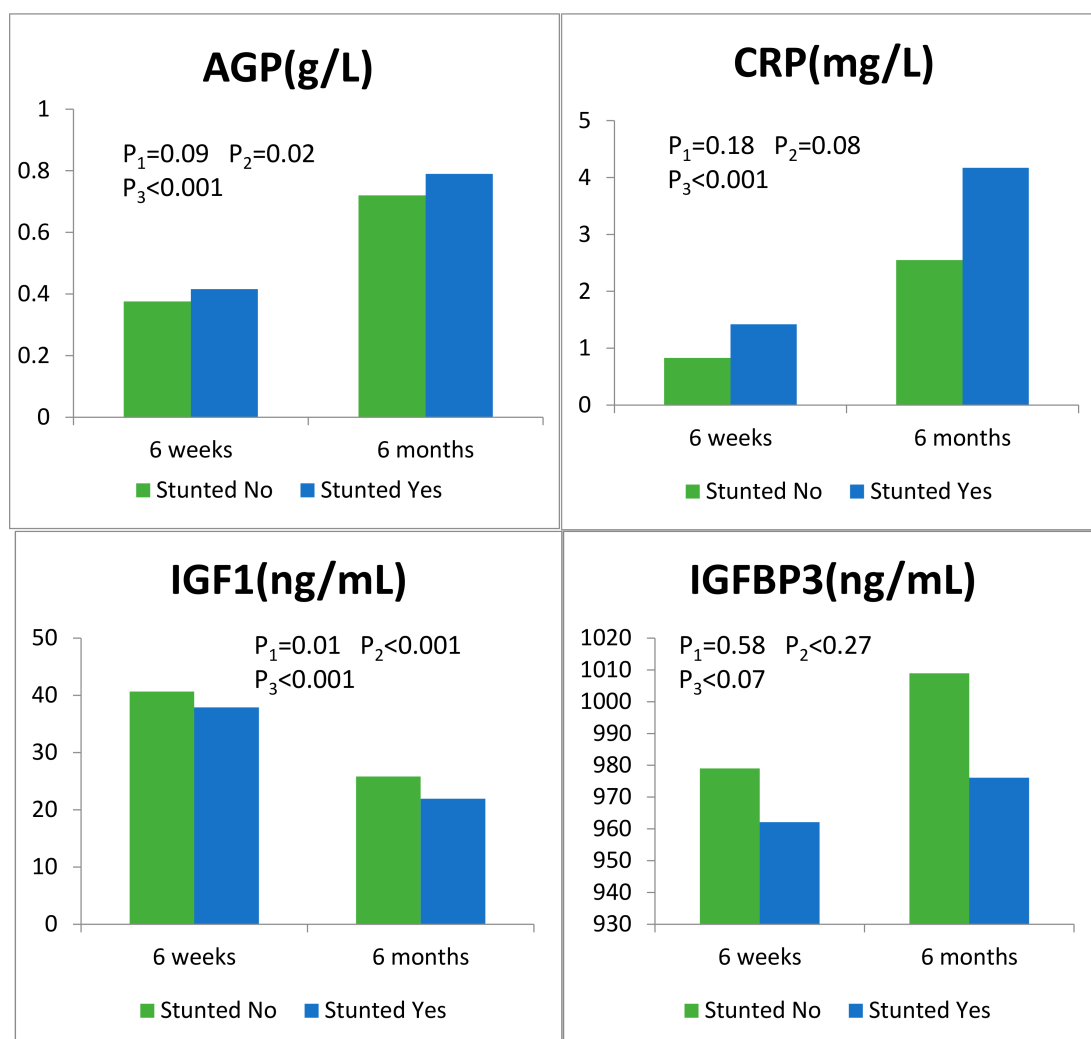 AGP(g/L)
1
0.8
0.6
0.4
0.2
0
P₁=0.09 P₂=0.02
P₃<0.001
6 weeks 6 months
Stunted No Stunted Yes
CRP(mg/L)
5
4
3
2
1
0
P₁=0.18 P₂=0.08
P₃<0.001
6 weeks 6 months
Stunted No Stunted Yes
IGF1(ng/mL)
50
40
30
20
10
0
P₁=0.01 P₂<0.001
P₃<0.001
6 weeks 6 months
Stunted No Stunted Yes
IGFBP3(ng/mL)
1020
1010
1000
990
980
970
960
950
940
930
P₁=0.58 P₂<0.27
P₃<0.07
6 weeks 6 months
Stunted No Stunted Yes